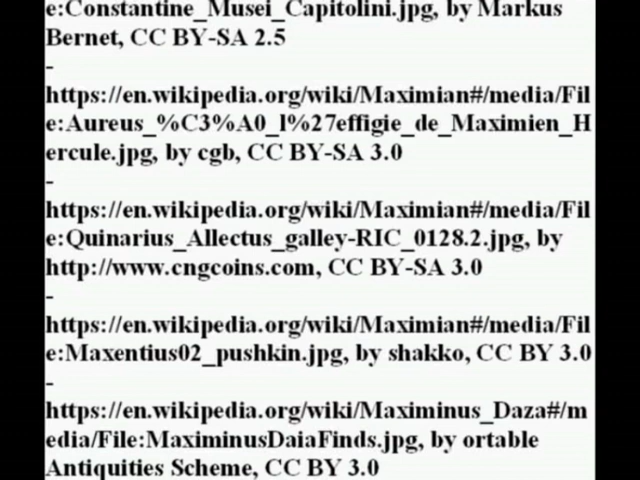 e:Constantine_Musei_Capitolini.jpg, by Markus
Bernet, CC BY-SA 2.5
-
https://en.wikipedia.org/wiki/Maximian#/media/Fil
e:Aureus_%C3%A0_l%27effigie_de_Maximien_H
ercule.jpg, by cgb, CC BY-SA 3.0
-
https://en.wikipedia.org/wiki/Maximian#/media/Fil
e:Quinarius_Allectus_galley-RIC_0128.2.jpg, by
http://www.cngcoins.com, CC BY-SA 3.0
-
https://en.wikipedia.org/wiki/Maximian#/media/Fil
e:Maxentius02_pushkin.jpg, by shakko, CC BY 3.0
-
https://en.wikipedia.org/wiki/Maximinus_Daza#/m
edia/File:MaximinusDaiaFinds.jpg, by ortable
Antiquities Scheme, CC BY 3.0